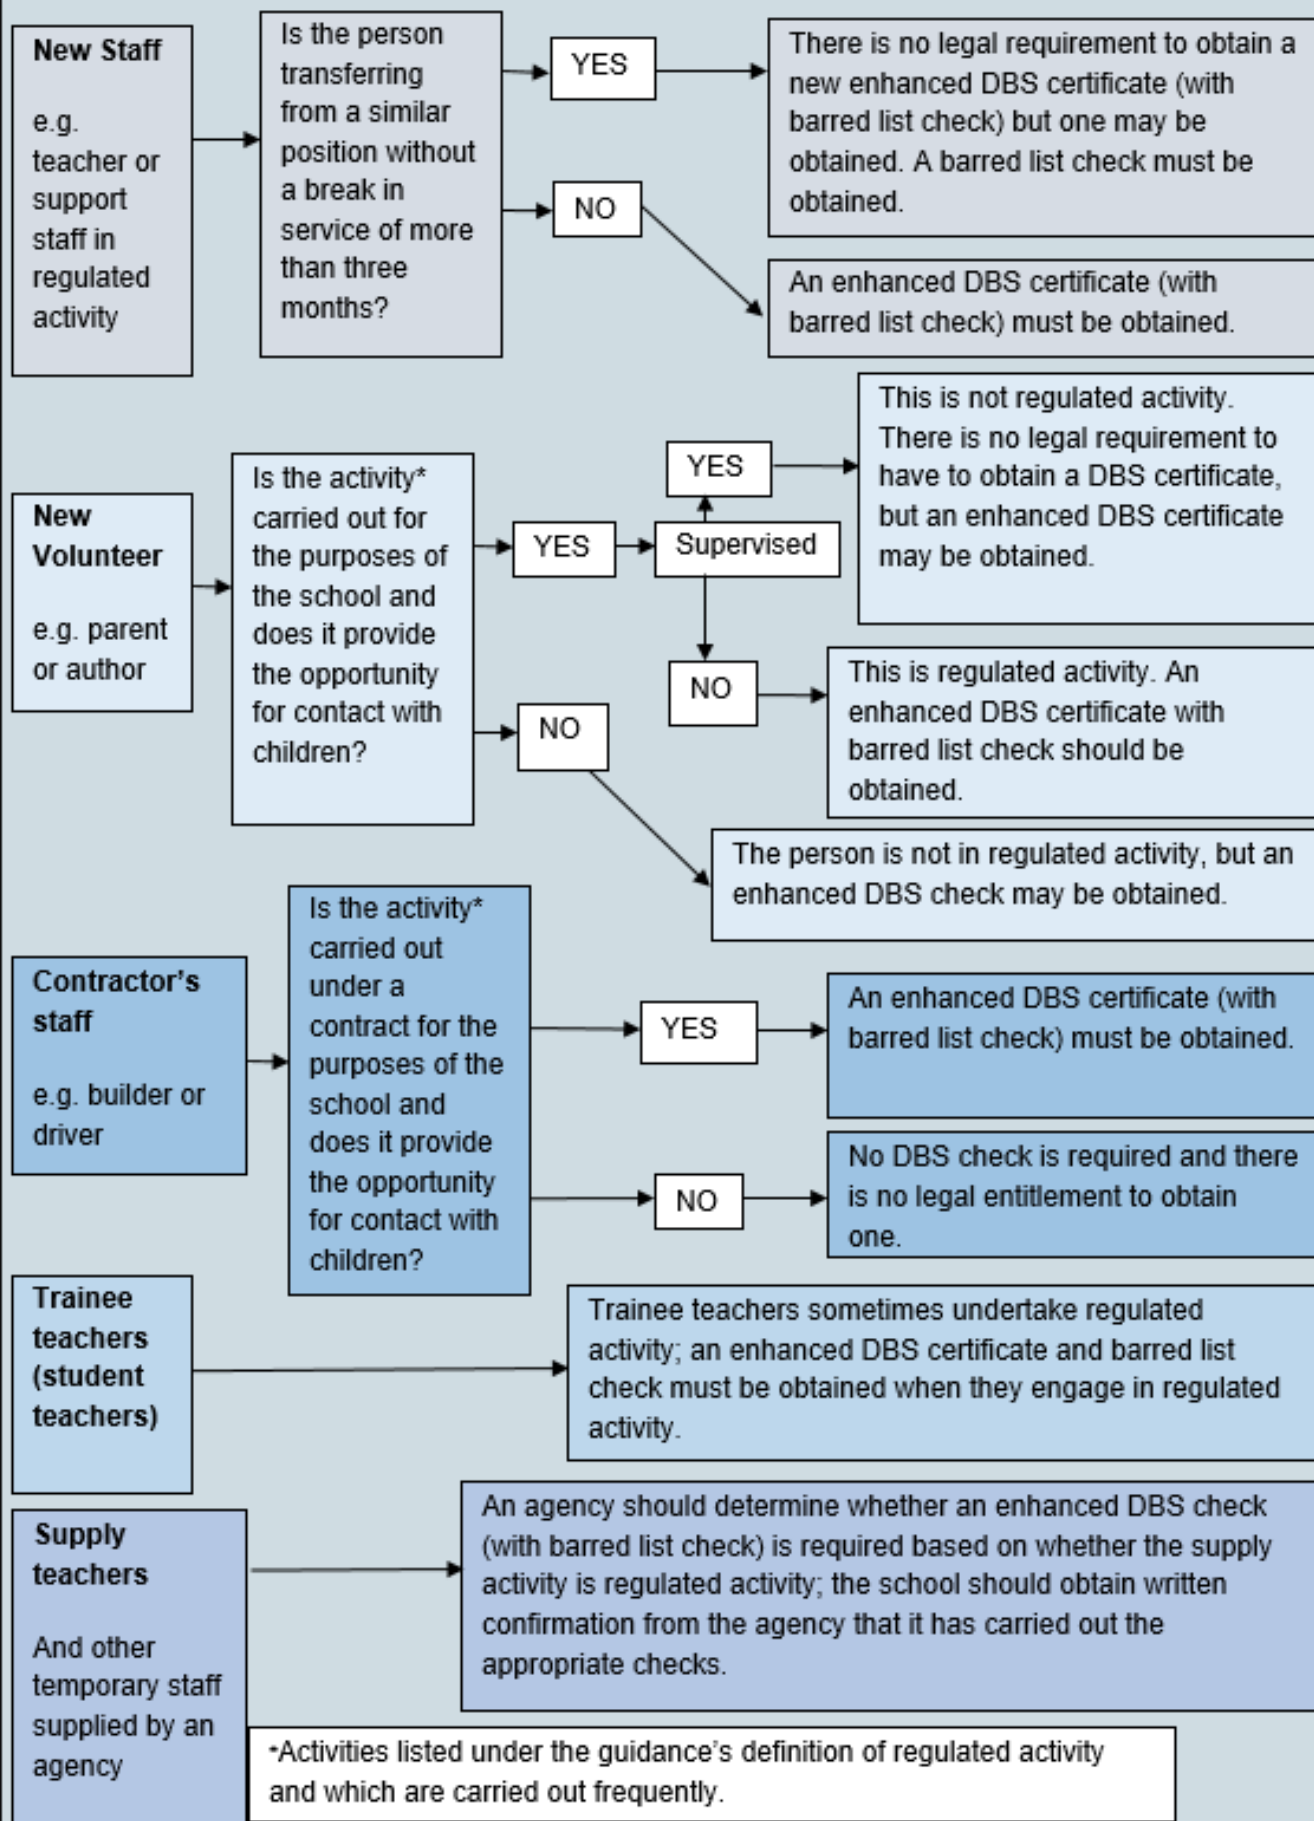 New Staff
e.g.
teacher or
support
staff in
regulated
activity
Is the person
transferring
from a similar
position without
a break in
service of more
than three
months?
YES
There is no legal requirement to obtain a
new enhanced DBS certificate (with
barred list check) but one may be
obtained. A barred list check must be
obtained.
NO
An enhanced DBS certificate (with
barred list check) must be obtained.
New
Volunteer
e.g. parent
or author
Is the activity*
carried out for
the purposes of
the school and
does it provide
the opportunity
for contact with
children?
YES
Supervised
YES
This is not regulated activity.
There is no legal requirement to
have to obtain a DBS certificate,
but an enhanced DBS certificate
may be obtained.
NO
This is regulated activity. An
enhanced DBS certificate with
barred list check should be
obtained.
NO
The person is not in regulated activity, but an
enhanced DBS check may be obtained.
Contractor's
staff
e.g. builder or
driver
Is the activity*
carried out
under a
contract for the
purposes of the
school and
does it provide
the opportunity
for contact with
children?
YES
An enhanced DBS certificate (with
barred list check) must be obtained.
NO
No DBS check is required and there
is no legal entitlement to obtain
one.
Trainee
teachers
(student
teachers)
Trainee teachers sometimes undertake regulated
activity; an enhanced DBS certificate and barred list
check must be obtained when they engage in regulated
activity.
Supply
teachers
And other
temporary staff
supplied by an
agency
An agency should determine whether an enhanced DBS check
(with barred list check) is required based on whether the supply
activity is regulated activity; the school should obtain written
confirmation from the agency that it has carried out the
appropriate checks.
*Activities listed under the guidance's definition of regulated activity
and which are carried out frequently.